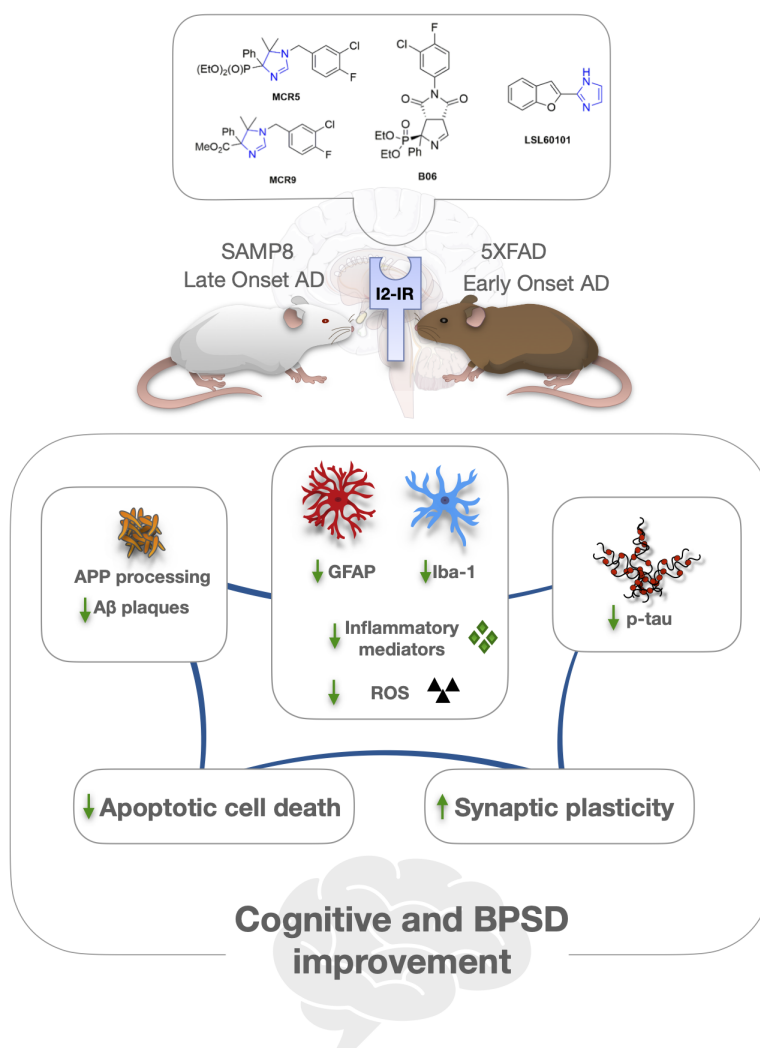 Ph
(EtO)2(O)P
N
N
Cl
F
MCR5
Ph
MeO2C
N
N
Cl
F
MCR9
F
Cl
N
O
O
O
EtO
P
EtO
Ph
N
B06
H
N
O
N
LSL60101
SAMP8
Late Onset AD
5XFAD
Early Onset AD
I2-IR
APP processing
Aβ plaques
GFAP
Iba-1
Inflammatory
mediators
ROS
p-tau
Apoptotic cell death
Synaptic plasticity
Cognitive and BPSD
improvement